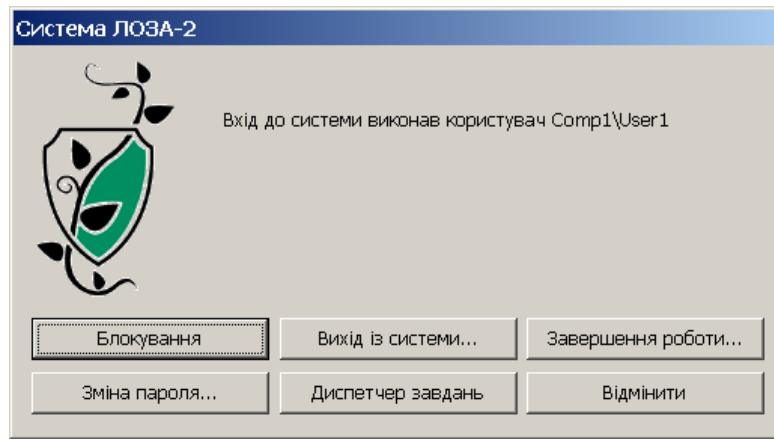 Система ЛОЗА-2
Вхід до системи виконав користувач Comp1\User1
Блокування
Вихід із системи...
Завершення роботи...
Зміна пароля...
Диспетчер завдань
Відмінити